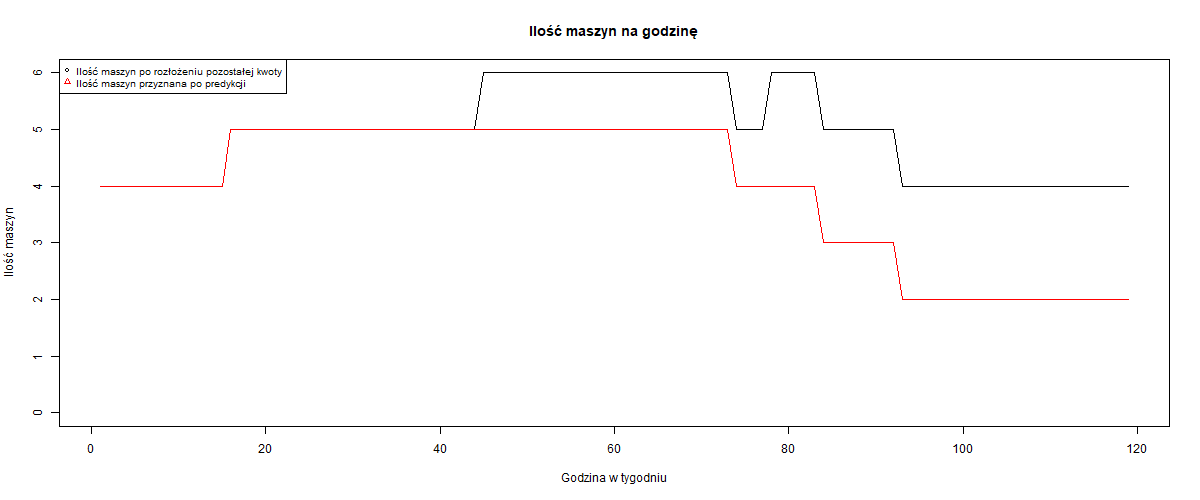 Ilość maszyn na godzinę
Ilość maszyn po rozłożeniu pozostałej kwoty
Ilość maszyn przyznana po predykcji
Ilość maszyn
6
5
4
3
2
1
0
0 20 40 60 80 100 120
Godzina w tygodniu